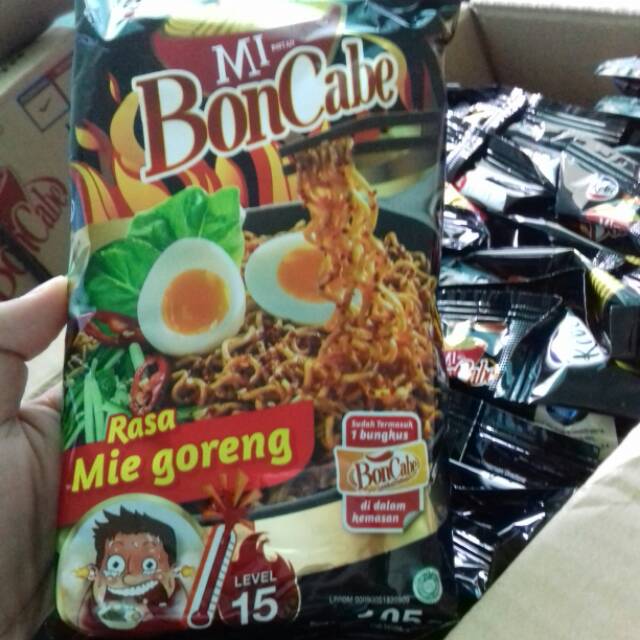 MI
BonCabe
Rasa
Mie goreng
Sudah Termasuk
1 bungkus
BonCabe
di dalam
kemasan
LEVEL
15